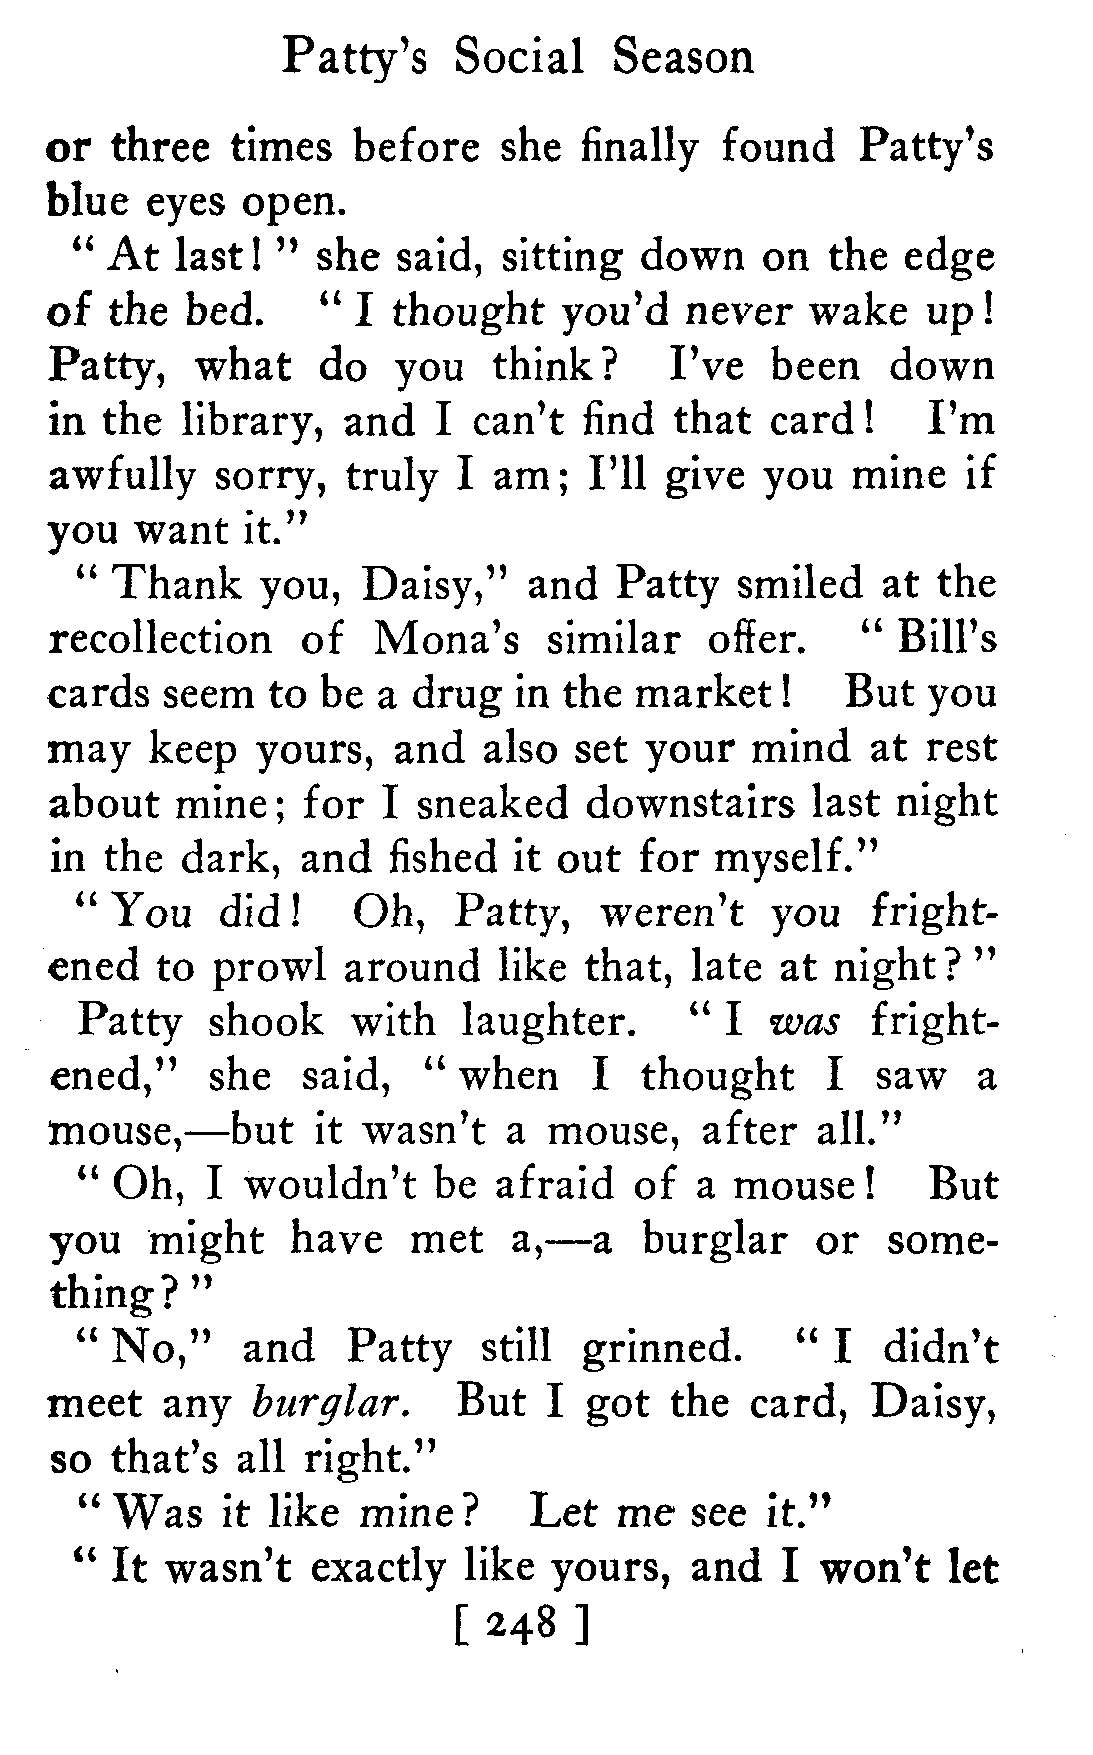 Patty's Social Season
or three times before she finally found Patty's
blue eyes open.
" At last! " she said, sitting down on the edge
of the bed. " I thought you'd never wake up!
Patty, what do you think? I've been down
in the library, and I can't find that card! I'm
awfully sorry, truly I am; I'll give you mine if
you want it."
" Thank you, Daisy," and Patty smiled at the
recollection of Mona's similar offer. " Bill's
cards seem to be a drug in the market! But you
may keep yours, and also set your mind at rest
about mine; for I sneaked downstairs last night
in the dark, and fished it out for myself."
" You did! Oh, Patty, weren't you fright-
ened to prowl around like that, late at night? "
Patty shook with laughter. " I was fright-
ened," she said, " when I thought I saw a
mouse,—but it wasn't a mouse, after all."
" Oh, I wouldn't be afraid of a mouse! But
you might have met a,—a burglar or some-
thing? "
" No," and Patty still grinned. " I didn't
meet any burglar. But I got the card, Daisy,
so that's all right."
" Was it like mine? Let me see it."
" It wasn't exactly like yours, and I won't let
[ 248 ]